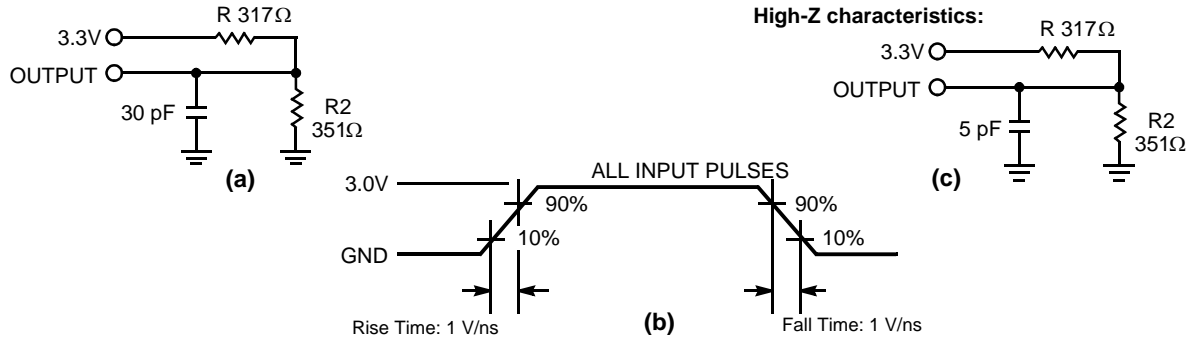 R 317Ω
3.3V
OUTPUT
30 pF
R2
351Ω
(a)
High-Z characteristics:
R 317Ω
3.3V
OUTPUT
5 pF
R2
351Ω
(c)
ALL INPUT PULSES
3.0V
90%
90%
10%
10%
GND
Rise Time: 1 V/ns
(b)
Fall Time: 1 V/ns